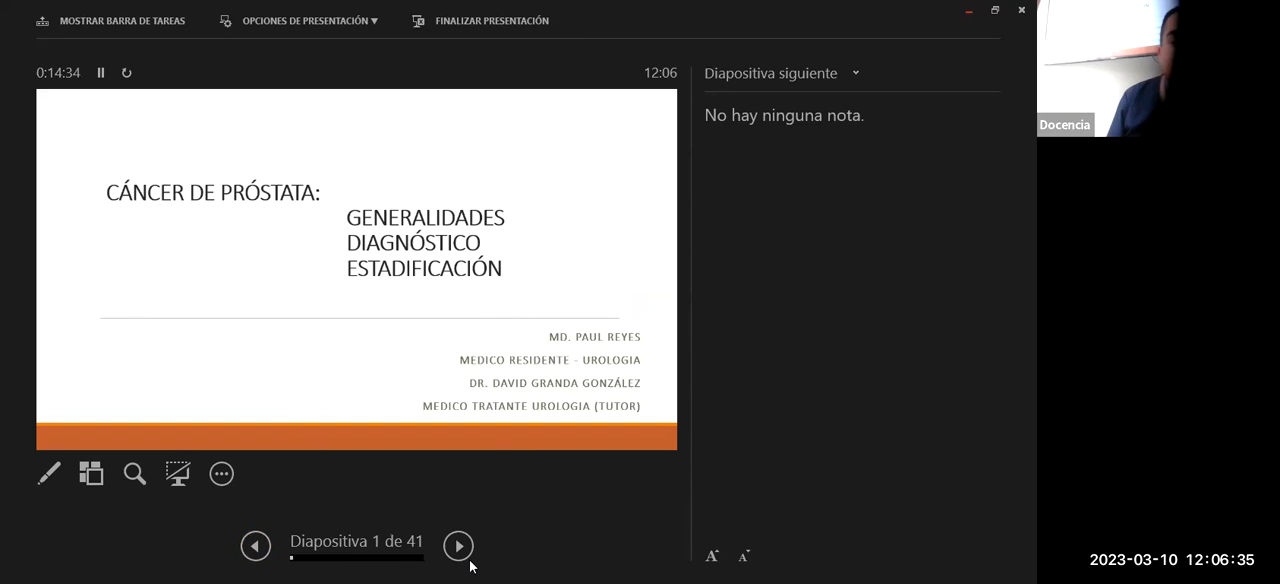 MOSTRAR BARRA DE TAREAS
OPCIONES DE PRESENTACIÓN ▼
FINALIZAR PRESENTACIÓN
0:14:34
12:06
Diapositiva siguiente
No hay ninguna nota.
Docencia
CÁNCER DE PRÓSTATA:
GENERALIDADES
DIAGNÓSTICO
ESTADIFICACIÓN
MD. PAUL REYES
MEDICO RESIDENTE - UROLOGIA
DR. DAVID GRANDA GONZÁLEZ
MEDICO TRATANTE UROLOGIA (TUTOR)
Diapositiva 1 de 41
A A
2023-03-10 12:06:35